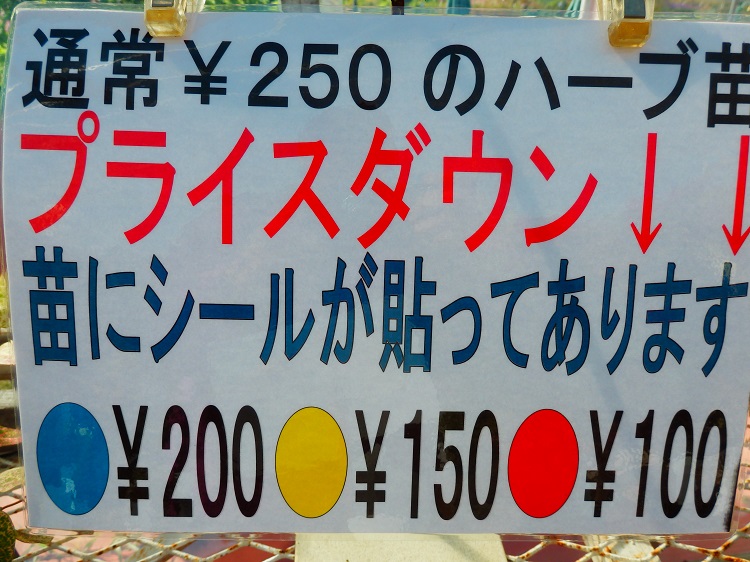 通常￥250のハーブ苗
プライスダウン↓↓
苗にシールが貼ってあります
￥200 ￥150 ￥100